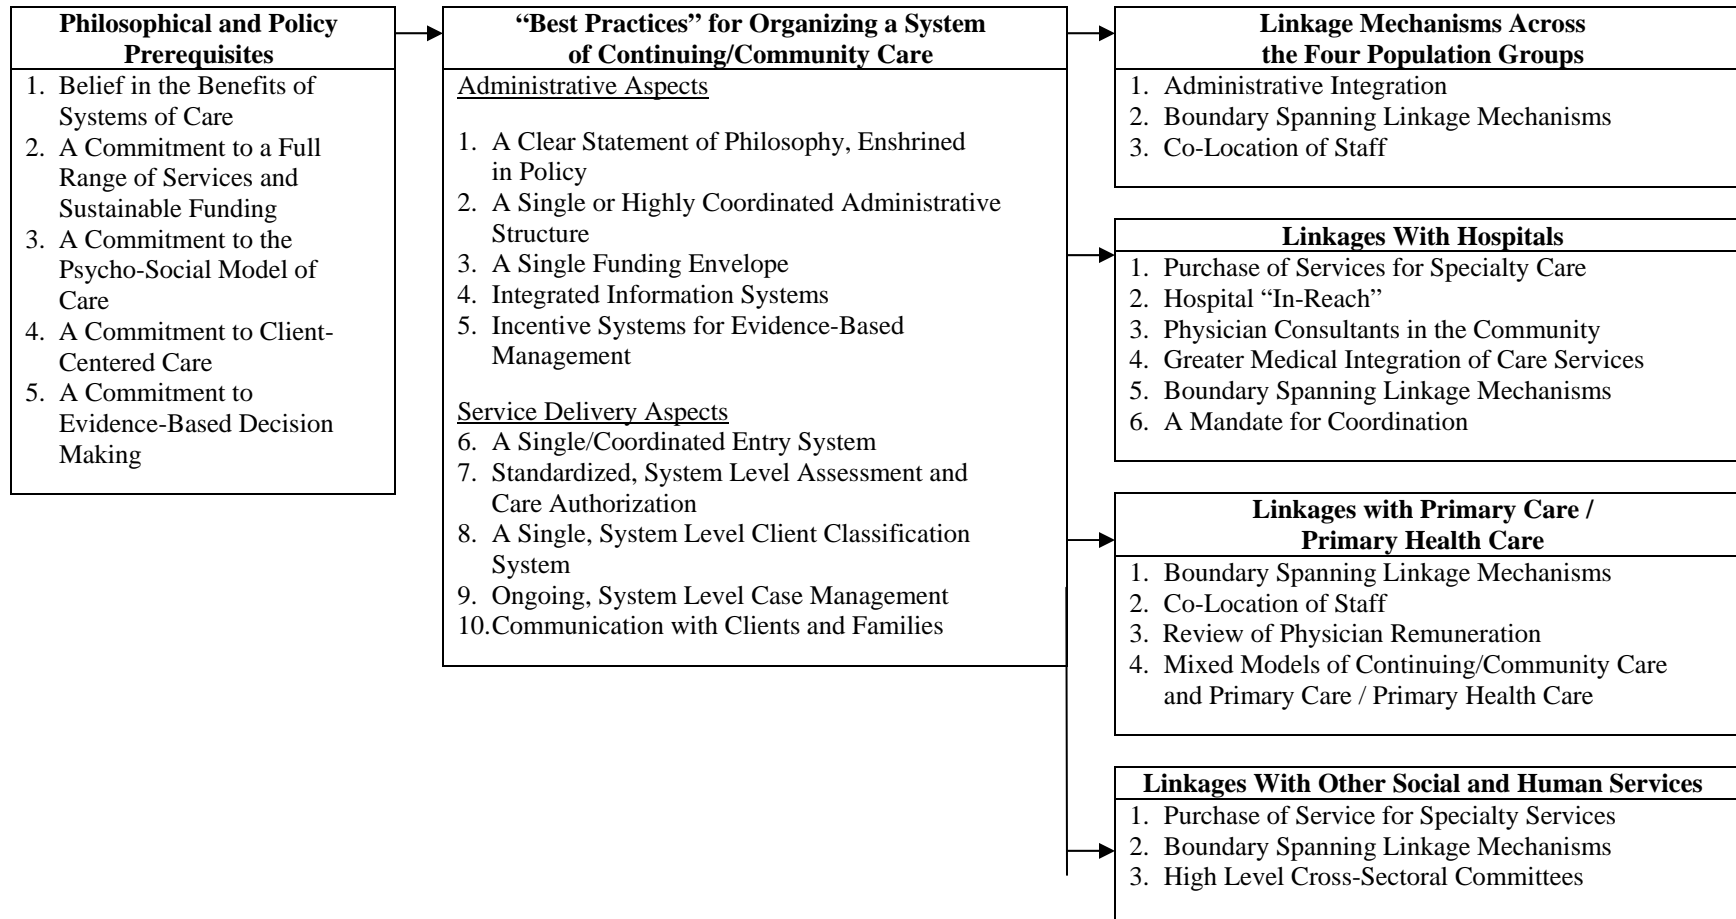 Philosophical and Policy
Prerequisites
1. Belief in the Benefits of
Systems of Care
2. A Commitment to a Full
Range of Services and
Sustainable Funding
3. A Commitment to the
Psycho-Social Model of
Care
4. A Commitment to Client-
Centered Care
5. A Commitment to
Evidence-Based Decision
Making
“Best Practices” for Organizing a System
of Continuing/Community Care
Administrative Aspects
1. A Clear Statement of Philosophy, Enshrined
in Policy
2. A Single or Highly Coordinated Administrative
Structure
3. A Single Funding Envelope
4. Integrated Information Systems
5. Incentive Systems for Evidence-Based
Management
Service Delivery Aspects
6. A Single/Coordinated Entry System
7. Standardized, System Level Assessment and
Care Authorization
8. A Single, System Level Client Classification
System
9. Ongoing, System Level Case Management
10.Communication with Clients and Families
Linkage Mechanisms Across
the Four Population Groups
1. Administrative Integration
2. Boundary Spanning Linkage Mechanisms
3. Co-Location of Staff
Linkages With Hospitals
1. Purchase of Services for Specialty Care
2. Hospital “In-Reach”
3. Physician Consultants in the Community
4. Greater Medical Integration of Care Services
5. Boundary Spanning Linkage Mechanisms
6. A Mandate for Coordination
Linkages with Primary Care /
Primary Health Care
1. Boundary Spanning Linkage Mechanisms
2. Co-Location of Staff
3. Review of Physician Remuneration
4. Mixed Models of Continuing/Community Care
and Primary Care / Primary Health Care
Linkages With Other Social and Human Services
1. Purchase of Service for Specialty Services
2. Boundary Spanning Linkage Mechanisms
3. High Level Cross-Sectoral Committees